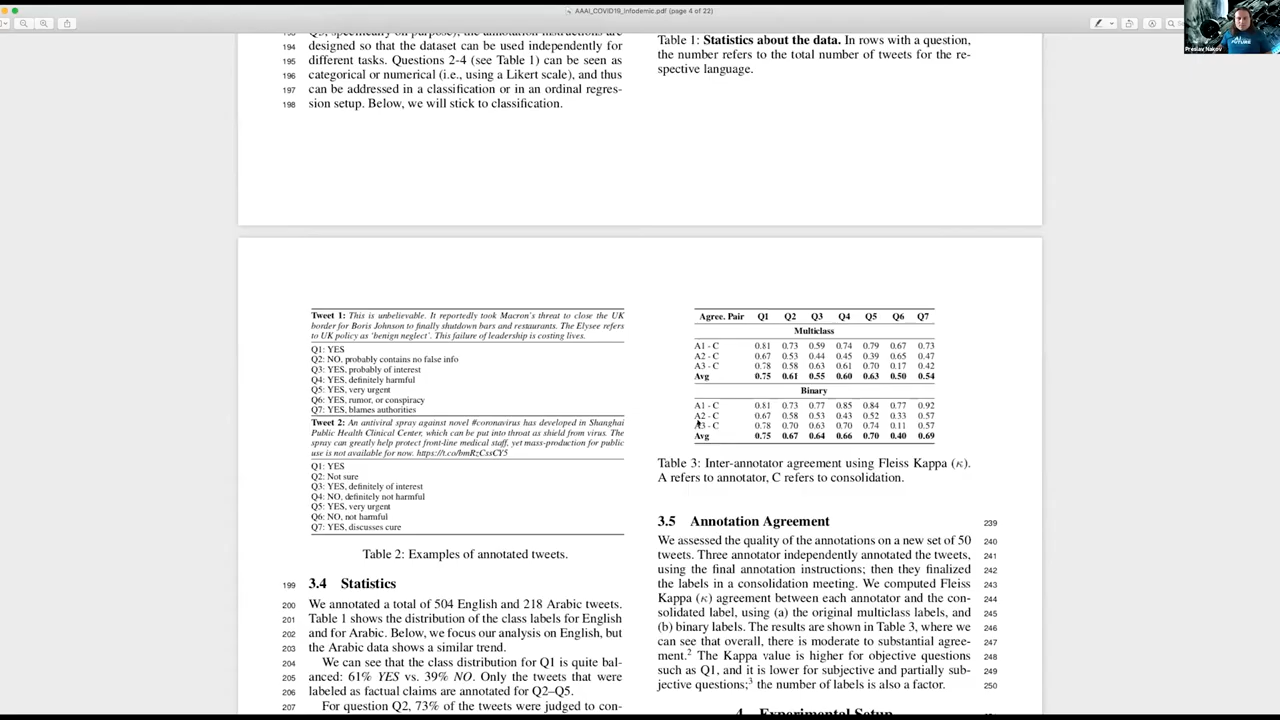 AAAI_COVID19_Infodemic.pdf (page 4 of 22)
Preslav Nakov
194 designed so that the dataset can be used independently for
195 different tasks. Questions 2-4 (see Table 1) can be seen as
196 categorical or numerical (i.e., using a Likert scale), and thus
197 can be addressed in a classification or in an ordinal regres-
198 sion setup. Below, we will stick to classification.
Table 1: Statistics about the data. In rows with a question,
the number refers to the total number of tweets for the re-
spective language.
Tweet 1: This is unbelievable. It reportedly took Macron's threat to close the UK
border for Boris Johnson to finally shutdown bars and restaurants. The Elysee refers
to UK policy as 'benign neglect'. This failure of leadership is costing lives.
Q1: YES
Q2: NO, probably contains no false info
Q3: YES, probably of interest
Q4: YES, definitely harmful
Q5: YES, very urgent
Q6: YES, rumor, or conspiracy
Q7: YES, blames authorities
Tweet 2: An antiviral spray against novel #coronavirus has developed in Shanghai
Public Health Clinical Center, which can be put into throat as shield from virus. The
spray can greatly help protect front-line medical staff, yet mass-production for public
use is not available for now. https://t.co/bmRzCssCY5
Q1: YES
Q2: Not sure
Q3: YES, definitely of interest
Q4: NO, definitely not harmful
Q5: YES, very urgent
Q6: NO, not harmful
Q7: YES, discusses cure
Table 2: Examples of annotated tweets.
199 3.4 Statistics
200 We annotated a total of 504 English and 218 Arabic tweets.
201 Table 1 shows the distribution of the class labels for English
202 and for Arabic. Below, we focus our analysis on English, but
203 the Arabic data shows a similar trend.
204 We can see that the class distribution for Q1 is quite bal-
205 anced: 61% YES vs. 39% NO. Only the tweets that were
206 labeled as factual claims are annotated for Q2–Q5.
207 For question Q2, 73% of the tweets were judged to con-
Agree. Pair Q1 Q2 Q3 Q4 Q5 Q6 Q7
Multiclass
A1 - C 0.81 0.73 0.59 0.74 0.79 0.67 0.73
A2 - C 0.67 0.53 0.44 0.45 0.39 0.65 0.47
A3 - C 0.78 0.58 0.63 0.61 0.70 0.17 0.42
Avg 0.75 0.61 0.55 0.60 0.63 0.50 0.54
Binary
A1 - C 0.81 0.73 0.77 0.85 0.84 0.77 0.92
A2 - C 0.67 0.58 0.53 0.43 0.52 0.33 0.57
A3 - C 0.78 0.70 0.63 0.70 0.74 0.11 0.57
Avg 0.75 0.67 0.64 0.66 0.70 0.40 0.69
Table 3: Inter-annotator agreement using Fleiss Kappa (κ).
A refers to annotator, C refers to consolidation.
3.5 Annotation Agreement 239
We assessed the quality of the annotations on a new set of 50 240
tweets. Three annotator independently annotated the tweets, 241
using the final annotation instructions; then they finalized 242
the labels in a consolidation meeting. We computed Fleiss 243
Kappa (κ) agreement between each annotator and the con- 244
solidated label, using (a) the original multiclass labels, and 245
(b) binary labels. The results are shown in Table 3, where we 246
can see that overall, there is moderate to substantial agree- 247
ment.2 The Kappa value is higher for objective questions 248
such as Q1, and it is lower for subjective and partially sub- 249
jective questions;3 the number of labels is also a factor. 250
4 Experimental Setup